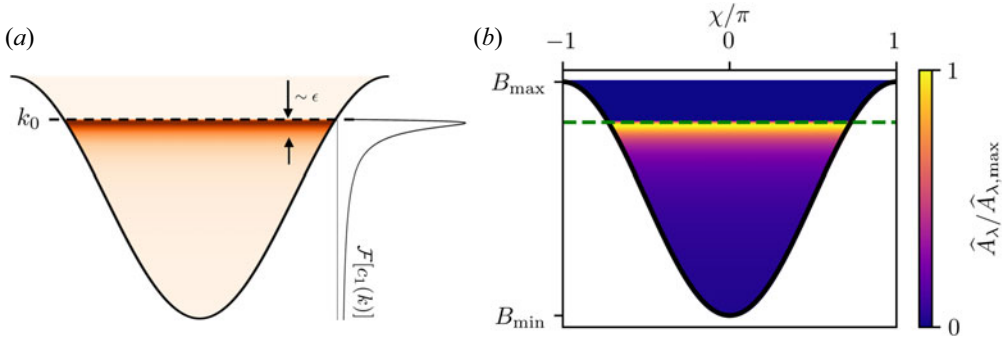 (a)
k₀
~ ϵ
ℱ[c₁(k)]
(b)
χ/π
−1 0 1
B_max
B_min
1
0
Â_λ/Â_λ,max